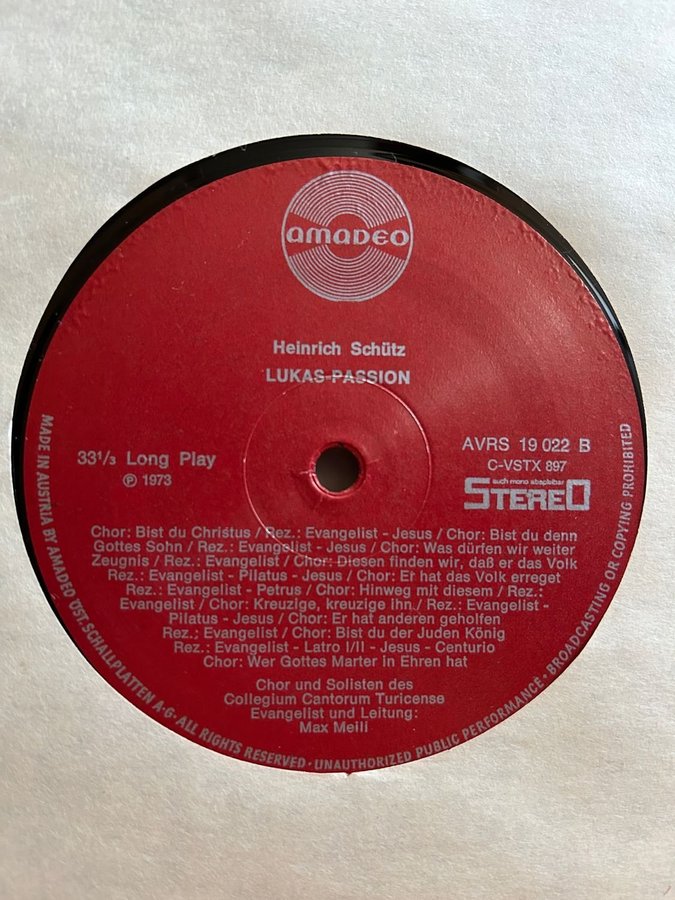 amadeo
Heinrich Schütz
LUKAS-PASSION
33 1/3 Long Play
℗ 1973
AVRS 19 022 B
C-VSTX 897
auch mono abspielbar
STEREO
Chor: Bist du Christus / Rez.: Evangelist - Jesus / Chor: Bist du denn
Gottes Sohn / Rez.: Evangelist - Jesus / Chor: Was dürfen wir weiter
Zeugnis / Rez.: Evangelist / Chor: Diesen finden wir, daß er das Volk
Rez.: Evangelist - Pilatus - Jesus / Chor: Er hat das Volk erreget
Rez.: Evangelist - Petrus / Chor: Hinweg mit diesem / Rez.:
Evangelist / Chor: Kreuzige, kreuzige ihn / Rez.: Evangelist -
Pilatus - Jesus / Chor: Er hat anderen geholfen
Rez.: Evangelist / Chor: Bist du der Juden König
Rez.: Evangelist - Latro I/II - Jesus - Centurio
Chor: Wer Gottes Marter in Ehren hat
Chor und Solisten des
Collegium Cantorum Turicense
Evangelist und Leitung:
Max Meili
MADE IN AUSTRIA BY AMADEO ÖST. SCHALLPLATTEN A·G · ALL RIGHTS RESERVED · UNAUTHORIZED PUBLIC PERFORMANCE · BROADCASTING OR COPYING PROHIBITED